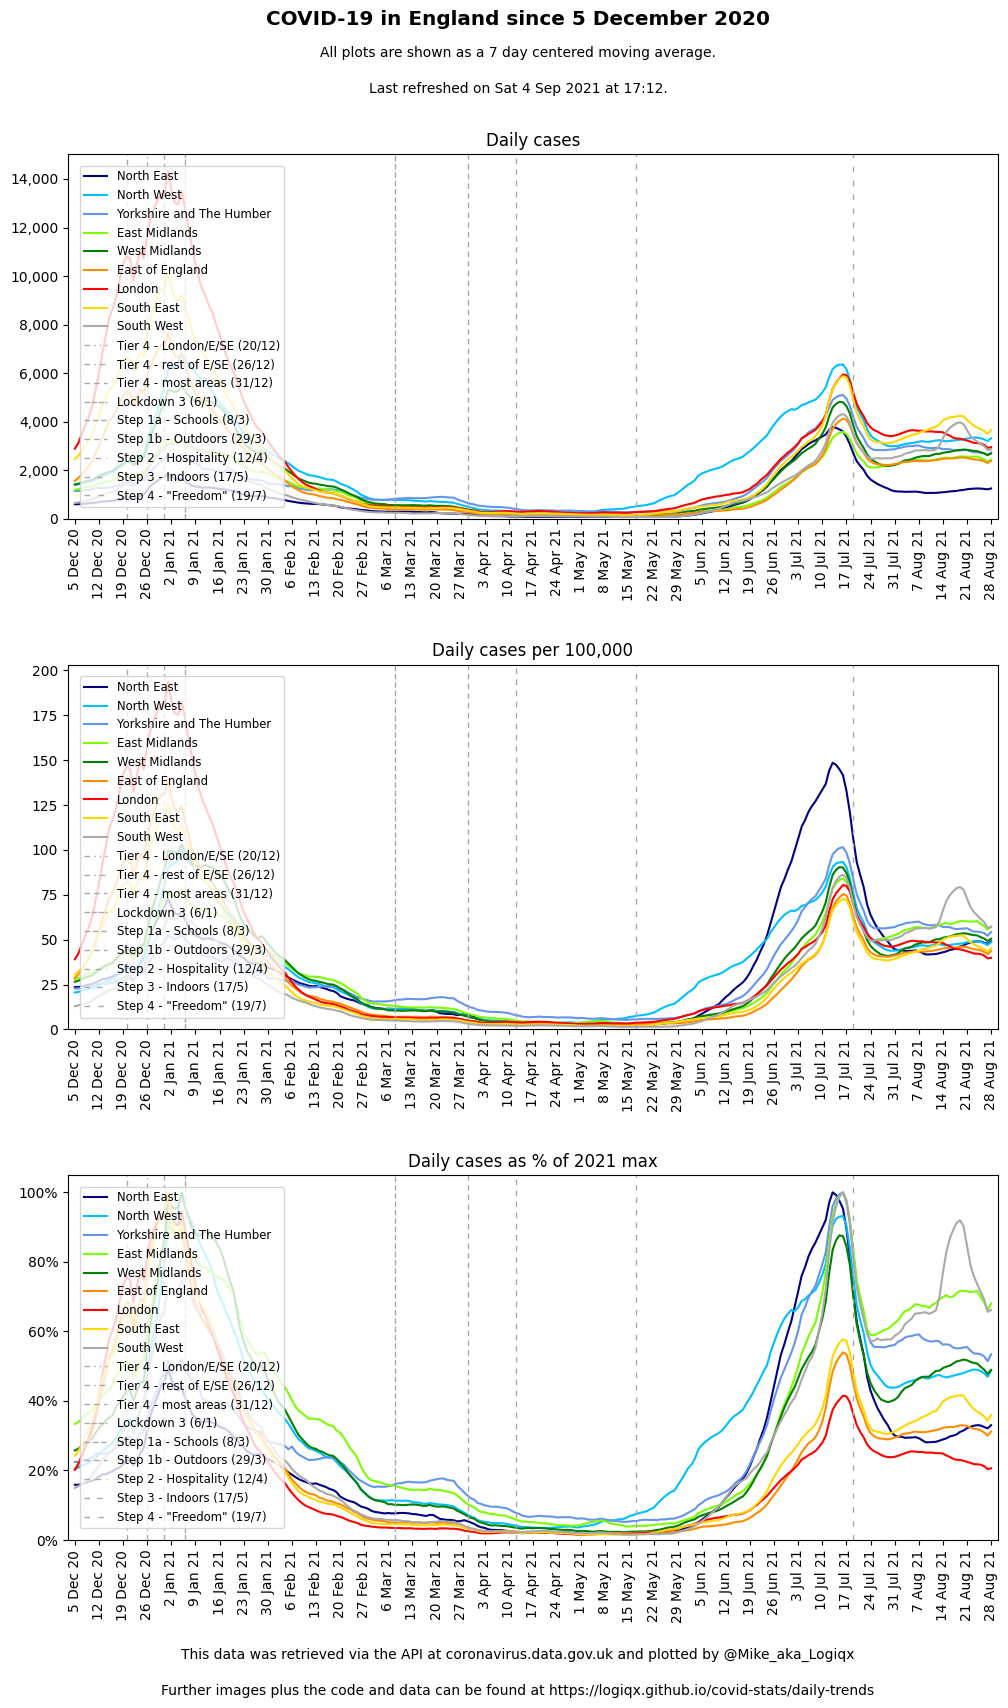 COVID-19 in England since 5 December 2020
All plots are shown as a 7 day centered moving average.
Last refreshed on Sat 4 Sep 2021 at 17:12.
Daily cases
14,000
12,000
10,000
8,000
6,000
4,000
2,000
0
North East
North West
Yorkshire and The Humber
East Midlands
West Midlands
East of England
London
South East
South West
Tier 4 - London/E/SE (20/12)
Tier 4 - rest of E/SE (26/12)
Tier 4 - most areas (31/12)
Lockdown 3 (6/1)
Step 1a - Schools (8/3)
Step 1b - Outdoors (29/3)
Step 2 - Hospitality (12/4)
Step 3 - Indoors (17/5)
Step 4 - "Freedom" (19/7)
5 Dec 20
12 Dec 20
19 Dec 20
26 Dec 20
2 Jan 21
9 Jan 21
16 Jan 21
23 Jan 21
30 Jan 21
6 Feb 21
13 Feb 21
20 Feb 21
27 Feb 21
6 Mar 21
13 Mar 21
20 Mar 21
27 Mar 21
3 Apr 21
10 Apr 21
17 Apr 21
24 Apr 21
1 May 21
8 May 21
15 May 21
22 May 21
29 May 21
5 Jun 21
12 Jun 21
19 Jun 21
26 Jun 21
3 Jul 21
10 Jul 21
17 Jul 21
24 Jul 21
31 Jul 21
7 Aug 21
14 Aug 21
21 Aug 21
28 Aug 21
Daily cases per 100,000
200
175
150
125
100
75
50
25
0
North East
North West
Yorkshire and The Humber
East Midlands
West Midlands
East of England
London
South East
South West
Tier 4 - London/E/SE (20/12)
Tier 4 - rest of E/SE (26/12)
Tier 4 - most areas (31/12)
Lockdown 3 (6/1)
Step 1a - Schools (8/3)
Step 1b - Outdoors (29/3)
Step 2 - Hospitality (12/4)
Step 3 - Indoors (17/5)
Step 4 - "Freedom" (19/7)
5 Dec 20
12 Dec 20
19 Dec 20
26 Dec 20
2 Jan 21
9 Jan 21
16 Jan 21
23 Jan 21
30 Jan 21
6 Feb 21
13 Feb 21
20 Feb 21
27 Feb 21
6 Mar 21
13 Mar 21
20 Mar 21
27 Mar 21
3 Apr 21
10 Apr 21
17 Apr 21
24 Apr 21
1 May 21
8 May 21
15 May 21
22 May 21
29 May 21
5 Jun 21
12 Jun 21
19 Jun 21
26 Jun 21
3 Jul 21
10 Jul 21
17 Jul 21
24 Jul 21
31 Jul 21
7 Aug 21
14 Aug 21
21 Aug 21
28 Aug 21
Daily cases as % of 2021 max
100%
80%
60%
40%
20%
0%
North East
North West
Yorkshire and The Humber
East Midlands
West Midlands
East of England
London
South East
South West
Tier 4 - London/E/SE (20/12)
Tier 4 - rest of E/SE (26/12)
Tier 4 - most areas (31/12)
Lockdown 3 (6/1)
Step 1a - Schools (8/3)
Step 1b - Outdoors (29/3)
Step 2 - Hospitality (12/4)
Step 3 - Indoors (17/5)
Step 4 - "Freedom" (19/7)
5 Dec 20
12 Dec 20
19 Dec 20
26 Dec 20
2 Jan 21
9 Jan 21
16 Jan 21
23 Jan 21
30 Jan 21
6 Feb 21
13 Feb 21
20 Feb 21
27 Feb 21
6 Mar 21
13 Mar 21
20 Mar 21
27 Mar 21
3 Apr 21
10 Apr 21
17 Apr 21
24 Apr 21
1 May 21
8 May 21
15 May 21
22 May 21
29 May 21
5 Jun 21
12 Jun 21
19 Jun 21
26 Jun 21
3 Jul 21
10 Jul 21
17 Jul 21
24 Jul 21
31 Jul 21
7 Aug 21
14 Aug 21
21 Aug 21
28 Aug 21
This data was retrieved via the API at coronavirus.data.gov.uk and plotted by @Mike_aka_Logiqx
Further images plus the code and data can be found at https://logiqx.github.io/covid-stats/daily-trends